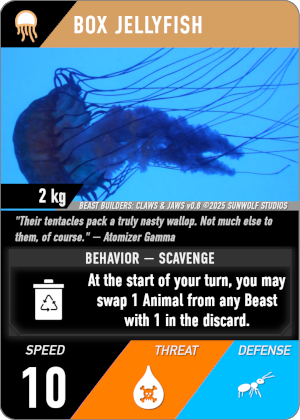 BOX JELLYFISH
2 kg
BEAST BUILDERS: CLAWS & JAWS v0.8 ©2025 SUNWOLF STUDIOS
"Their tentacles pack a truly nasty wallop. Not much else to
them, of course." — Atomizer Gamma
BEHAVIOR — SCAVENGE
At the start of your turn, you may
swap 1 Animal from any Beast
with 1 in the discard.
SPEED THREAT DEFENSE
10